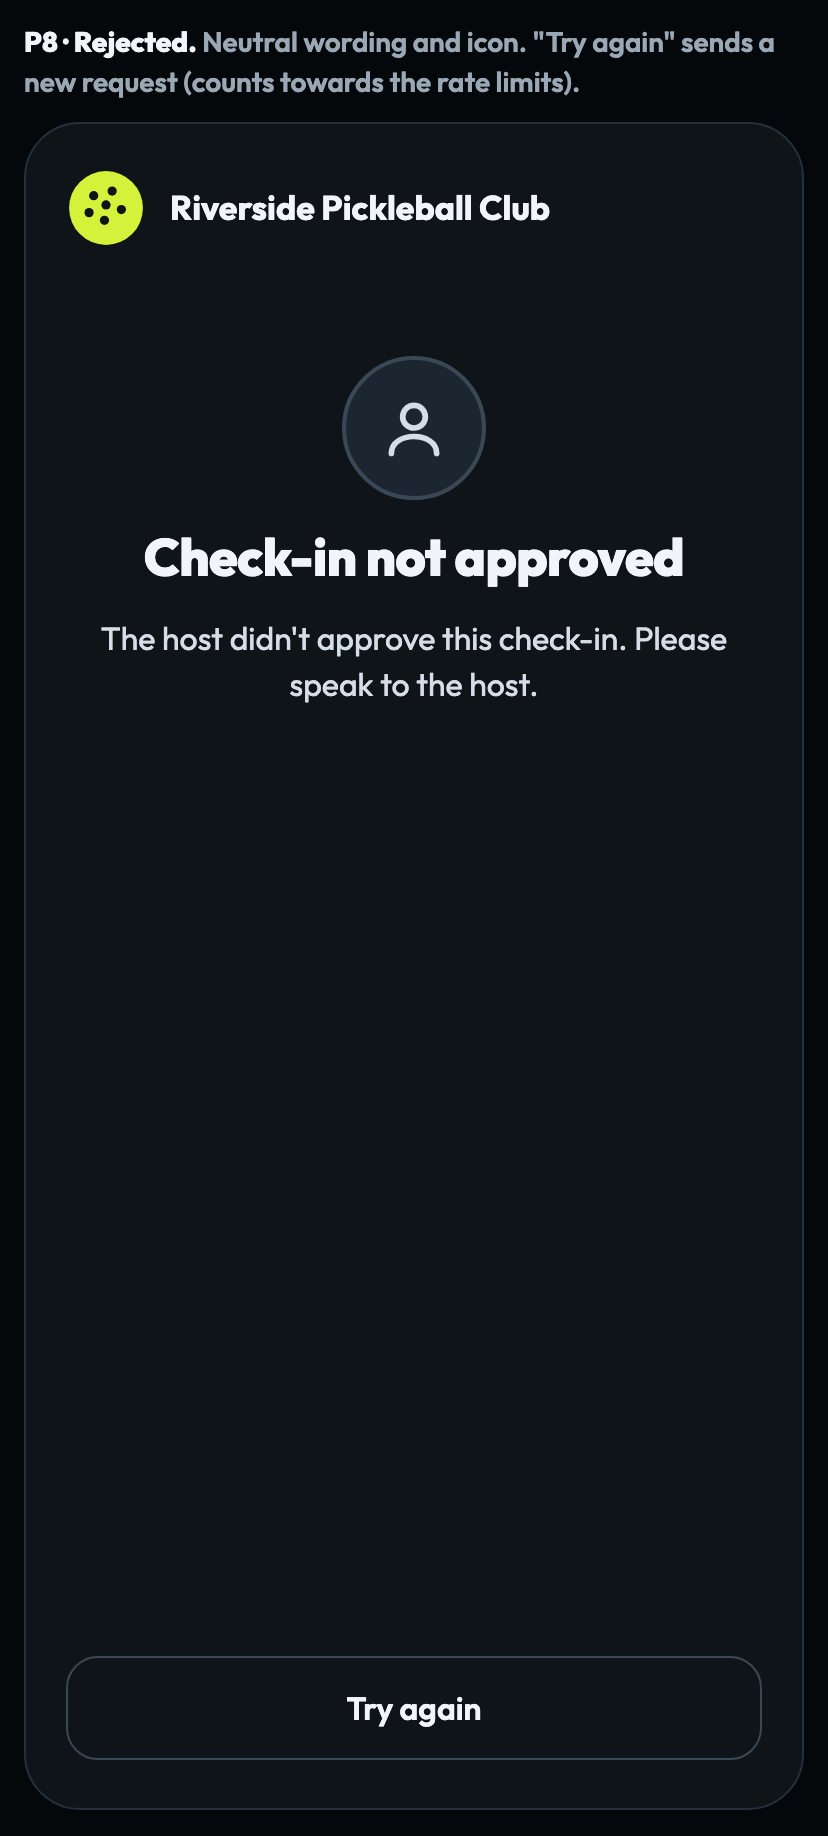 P8 · Rejected. Neutral wording and icon. "Try again" sends a
new request (counts towards the rate limits).
Riverside Pickleball Club
Check-in not approved
The host didn't approve this check-in. Please
speak to the host.
Try again